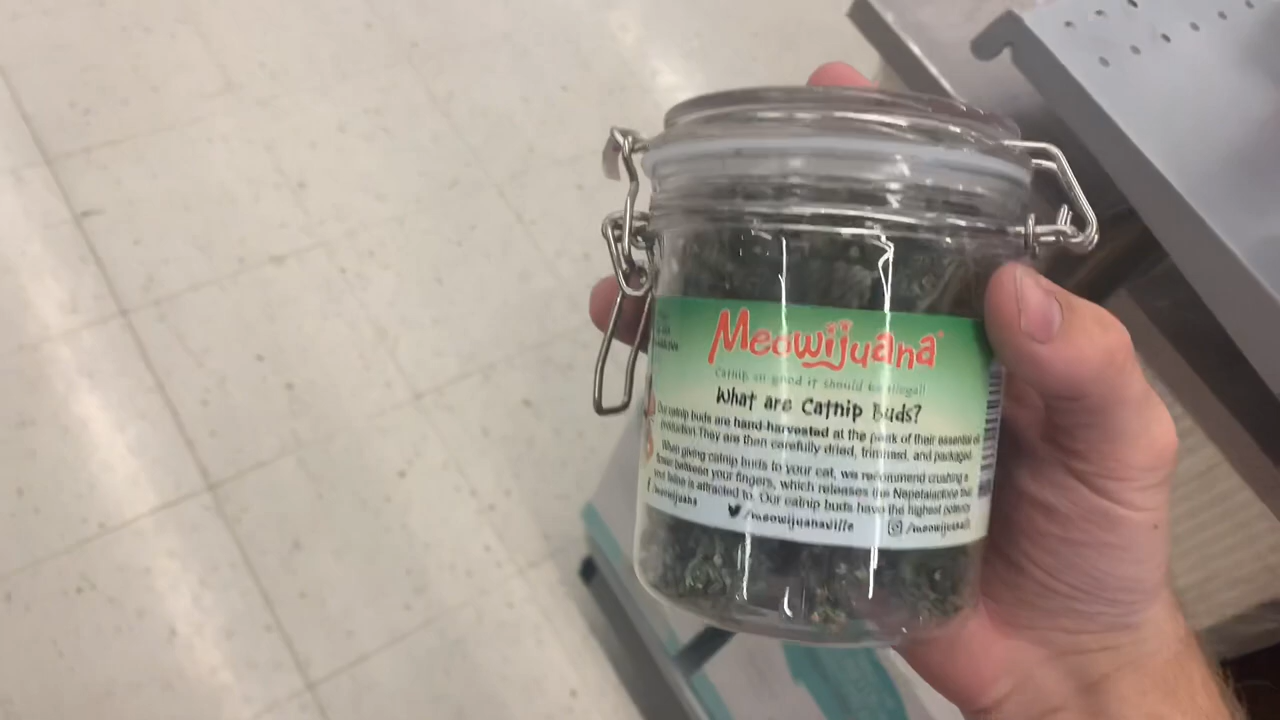 Meowijuana
Catnip so good it should be illegal!
What are Catnip Buds?
Our catnip buds are hand-harvested at the peak of their essential oil
production. They are then carefully dried, trimmed, and packaged.
When giving catnip buds to your cat, we recommend crushing a
flower between your fingers, which releases the Nepetalactone that
feline is attracted to. Our catnip buds have the highest potency
/meowijuana
/meowijuanaville